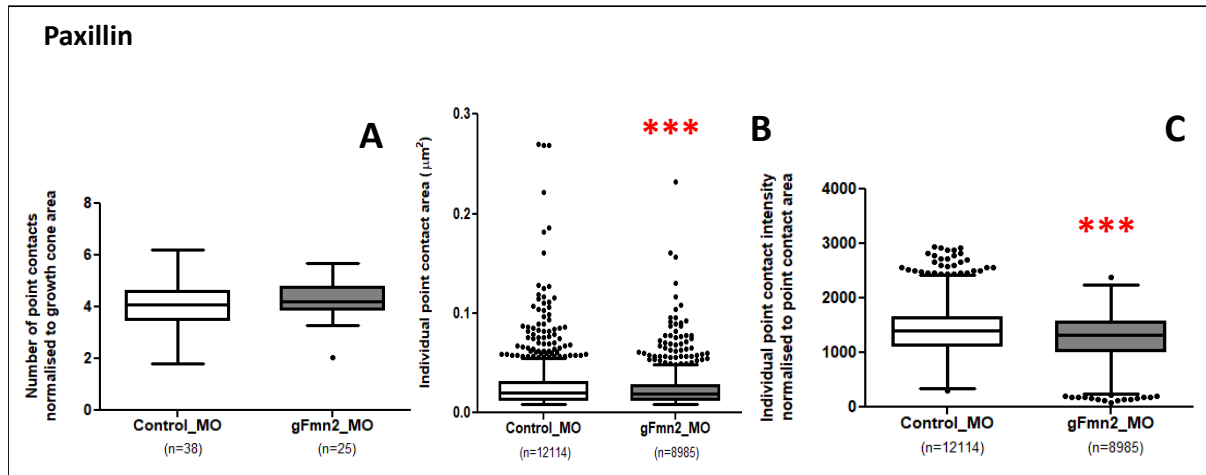 Paxillin
A
Number of point contacts
normalised to growth cone area
8
6
4
2
0
Control_MO
gFmn2_MO
(n=38)
(n=25)
B
***
Individual point contact area (μm²)
0.3
0.2
0.1
0.0
Control_MO
gFmn2_MO
(n=12114)
(n=8985)
C
***
Individual point contact intensity
normalised to point contact area
4000
3000
2000
1000
0
Control_MO
gFmn2_MO
(n=12114)
(n=8985)